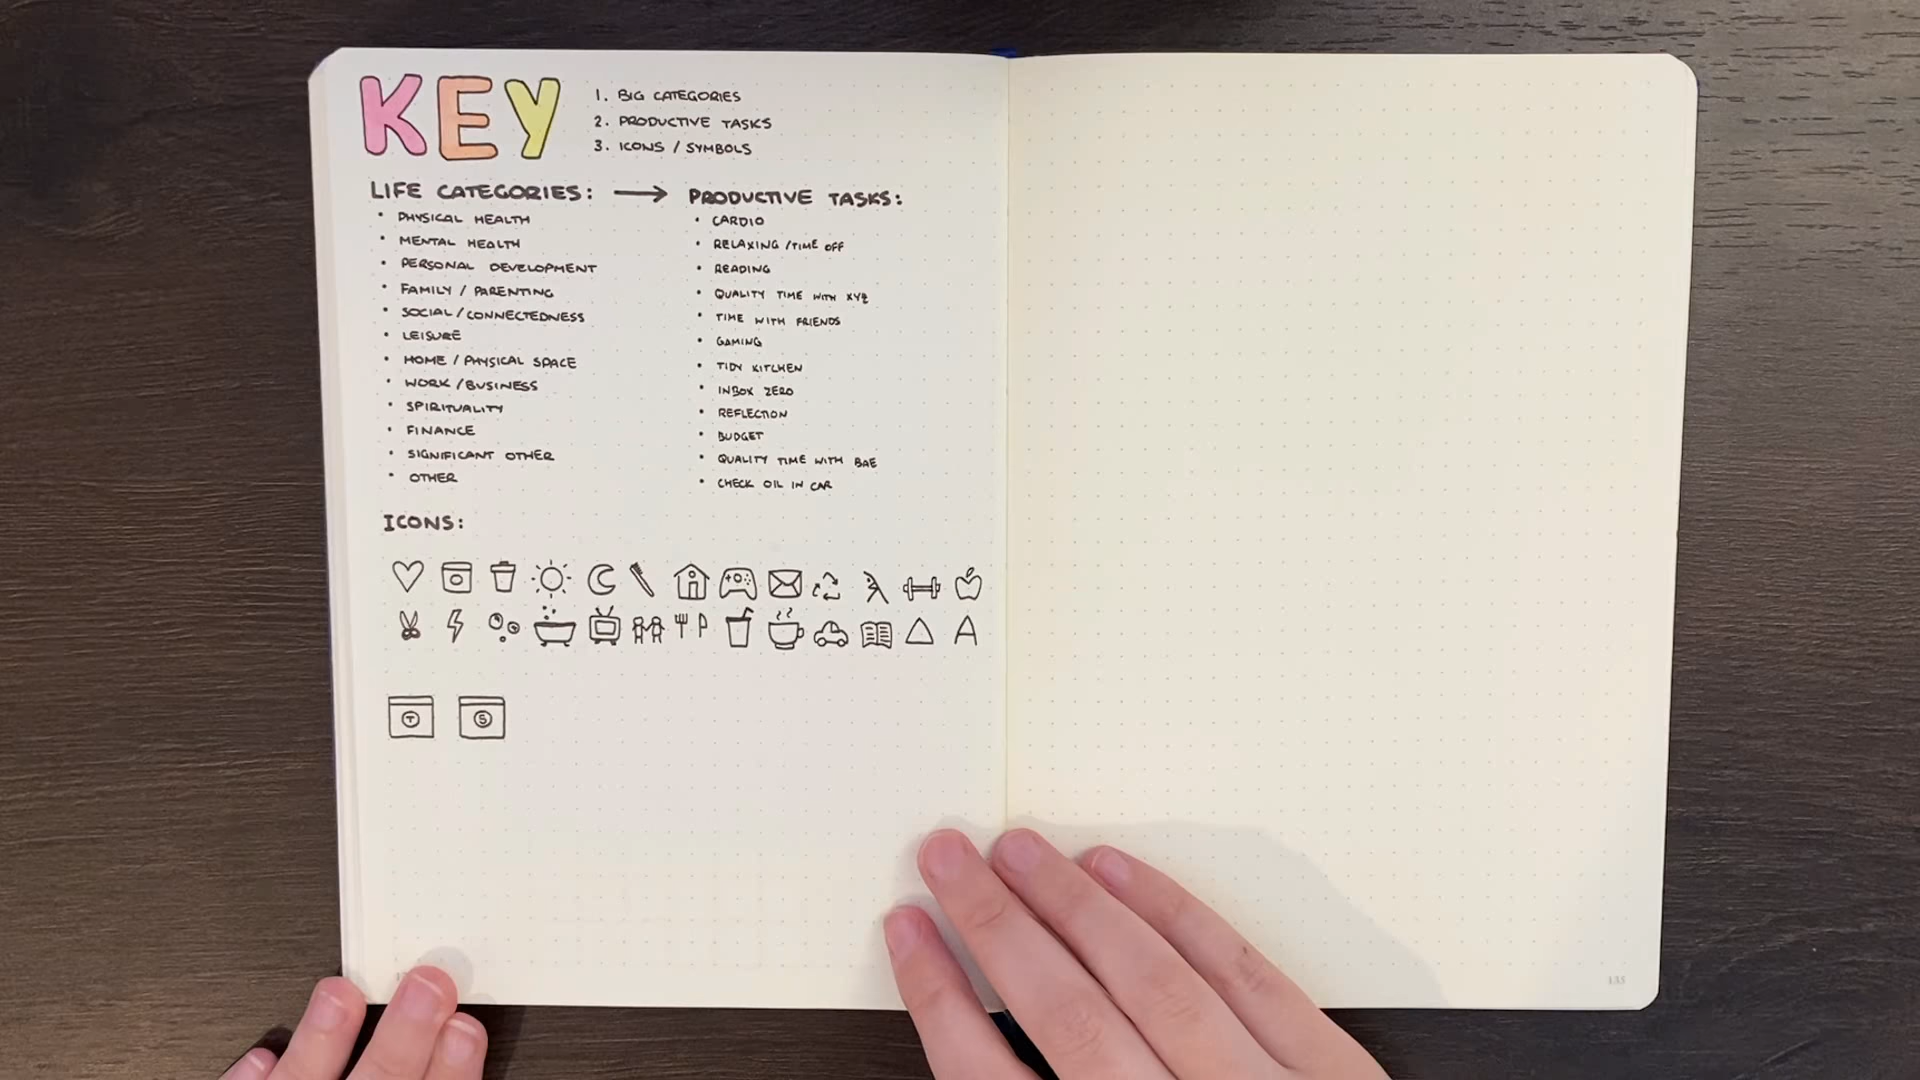 KEY
1. BIG CATEGORIES
2. PRODUCTIVE TASKS
3. ICONS / SYMBOLS
LIFE CATEGORIES: → PRODUCTIVE TASKS:
• PHYSICAL HEALTH
• MENTAL HEALTH
• PERSONAL DEVELOPMENT
• FAMILY / PARENTING
• SOCIAL / CONNECTEDNESS
• LEISURE
• HOME / PHYSICAL SPACE
• WORK / BUSINESS
• SPIRITUALITY
• FINANCE
• SIGNIFICANT OTHER
• OTHER
• CARDIO
• RELAXING / TIME OFF
• READING
• QUALITY TIME WITH XYZ
• TIME WITH FRIENDS
• GAMING
• TIDY KITCHEN
• INBOX ZERO
• REFLECTION
• BUDGET
• QUALITY TIME WITH BAE
• CHECK OIL IN CAR
ICONS:
A
T S
135